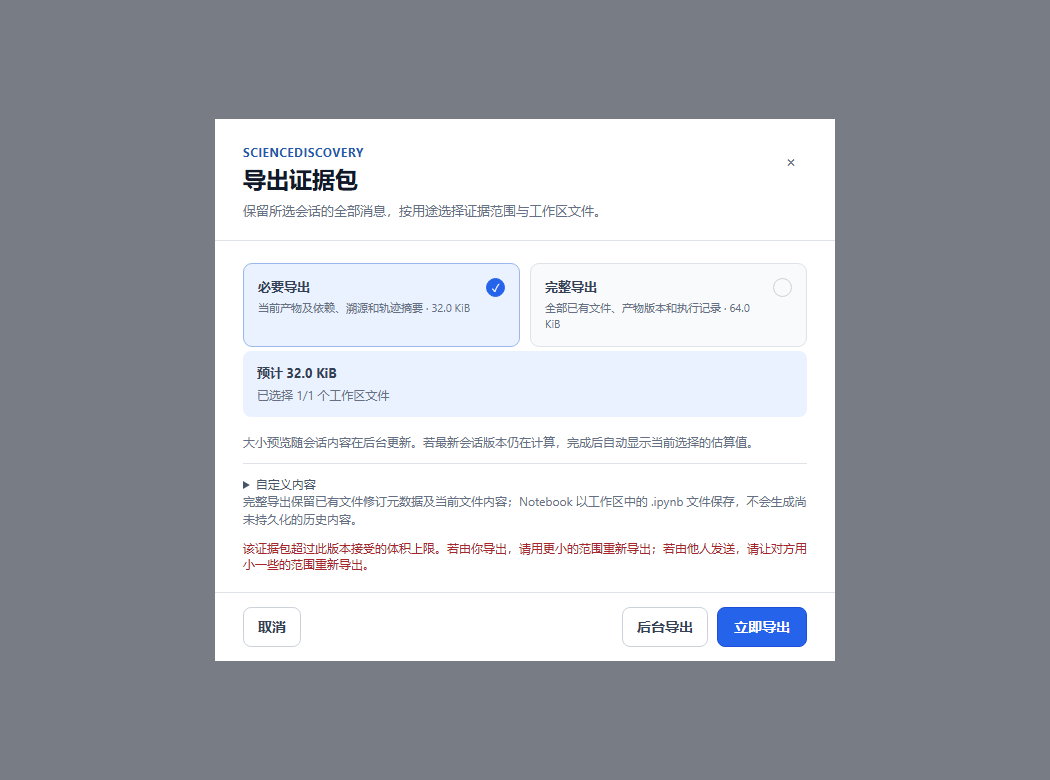 SCIENCEDISCOVERY
导出证据包
×
保留所选会话的全部消息，按用途选择证据范围与工作区文件。
必要导出
当前产物及依赖、溯源和轨迹摘要 · 32.0 KiB
完整导出
全部已有文件、产物版本和执行记录 · 64.0
KiB
预计 32.0 KiB
已选择 1/1 个工作区文件
大小预览随会话内容在后台更新。若最新会话版本仍在计算，完成后自动显示当前选择的估算值。
自定义内容
完整导出保留已有文件修订元数据及当前文件内容；Notebook 以工作区中的 .ipynb 文件保存，不会生成尚
未持久化的历史内容。
该证据包超过此版本接受的体积上限。若由你导出，请用更小的范围重新导出；若由他人发送，请让对方用
小一些的范围重新导出。
取消
后台导出
立即导出